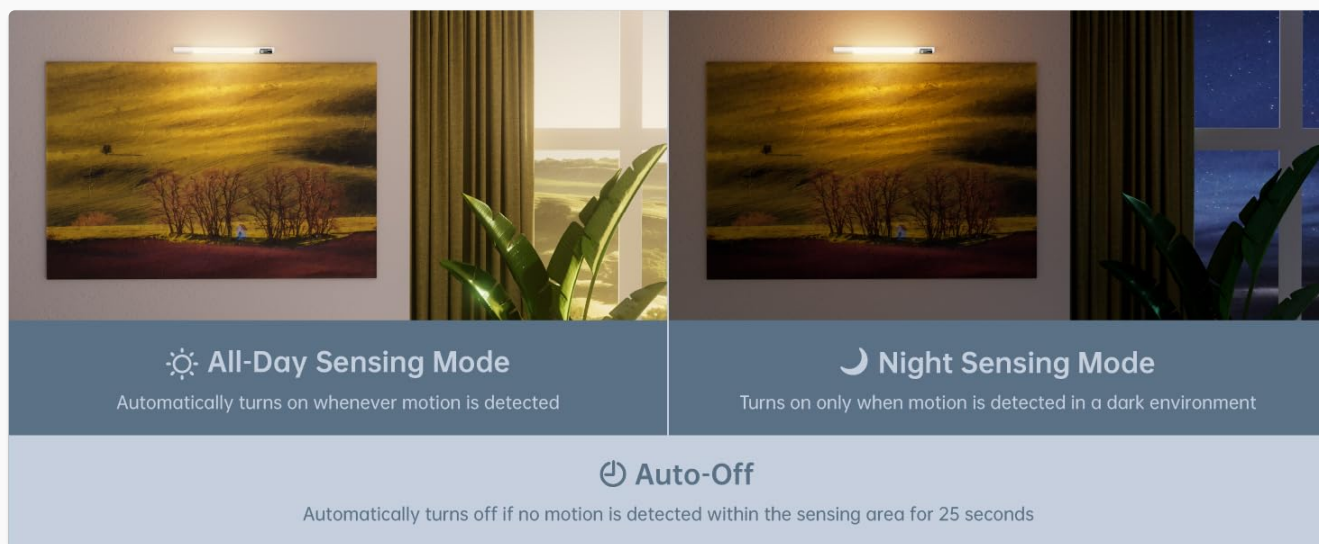 All-Day Sensing Mode
Automatically turns on whenever motion is detected
Night Sensing Mode
Turns on only when motion is detected in a dark environment
Auto-Off
Automatically turns off if no motion is detected within the sensing area for 25 seconds